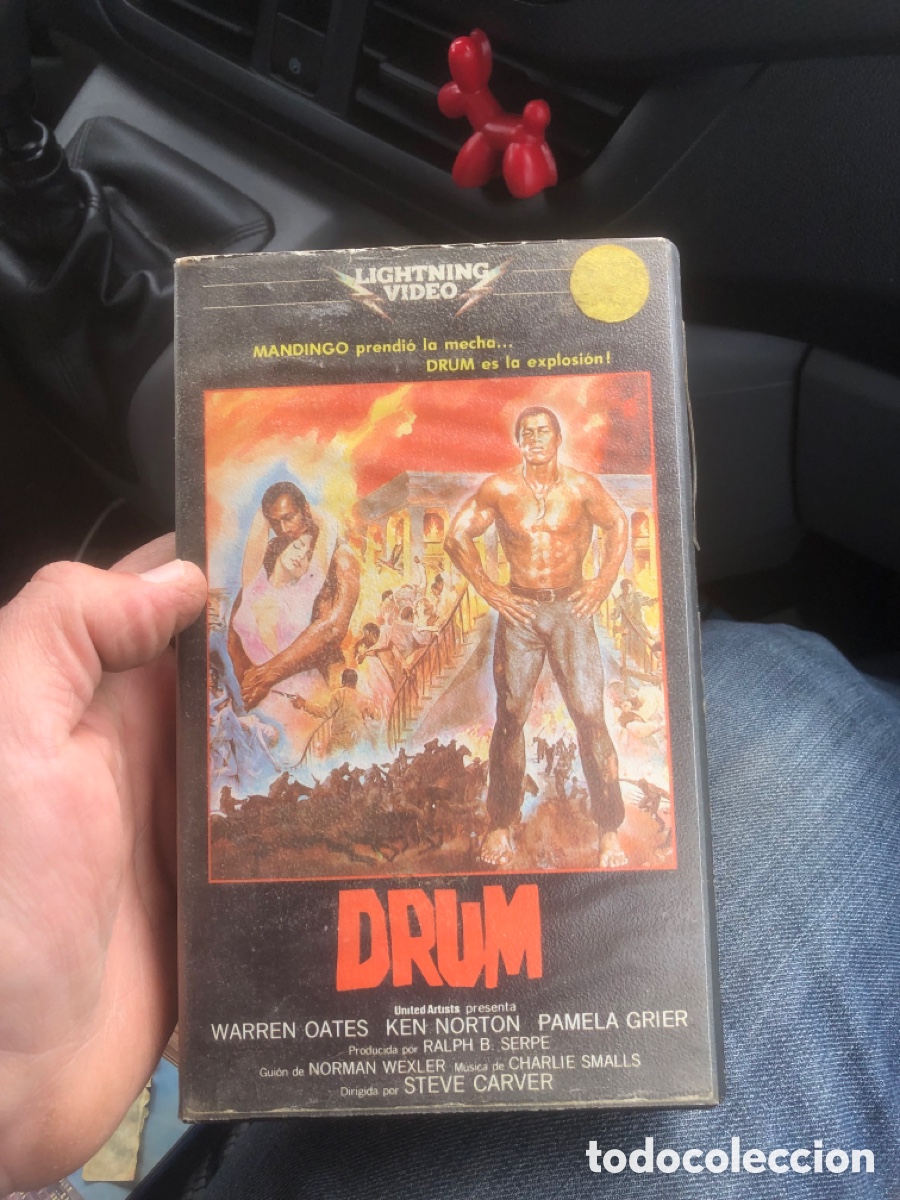 LIGHTNING
VIDEO
MANDINGO prendió la mecha...
DRUM es la explosión!
DRUM
United Artists presenta
WARREN OATES KEN NORTON PAMELA GRIER
Producida por RALPH B. SERPE
Guión de NORMAN WEXLER Música de CHARLIE SMALLS
Dirigida por STEVE CARVER
todocoleccion